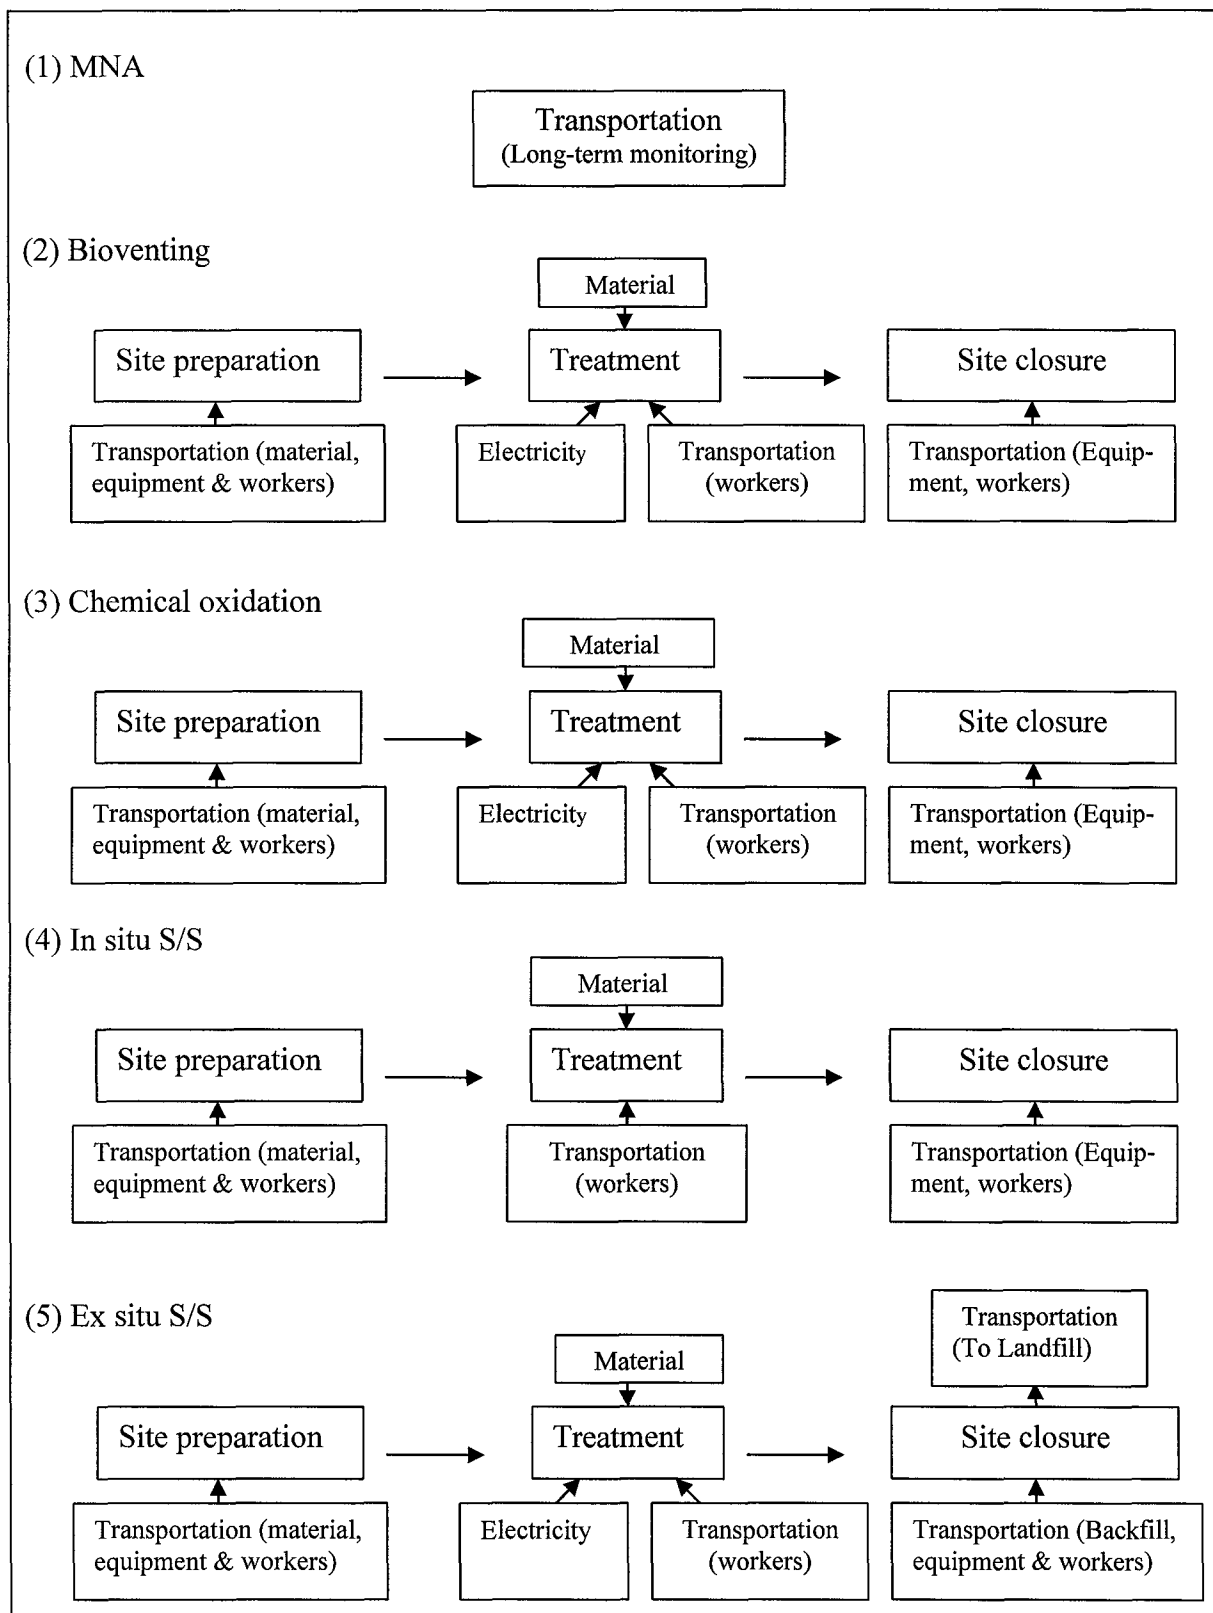 (1) MNA
Transportation
(Long-term monitoring)
(2) Bioventing
Material
Site preparation
Treatment
Site closure
Transportation (material,
equipment & workers)
Electricity
Transportation
(workers)
Transportation (Equip-
ment, workers)
(3) Chemical oxidation
Material
Site preparation
Treatment
Site closure
Transportation (material,
equipment & workers)
Electricity
Transportation
(workers)
Transportation (Equip-
ment, workers)
(4) In situ S/S
Material
Site preparation
Treatment
Site closure
Transportation (material,
equipment & workers)
Transportation
(workers)
Transportation (Equip-
ment, workers)
(5) Ex situ S/S
Transportation
(To Landfill)
Material
Site preparation
Treatment
Site closure
Transportation (material,
equipment & workers)
Electricity
Transportation
(workers)
Transportation (Backfill,
equipment & workers)